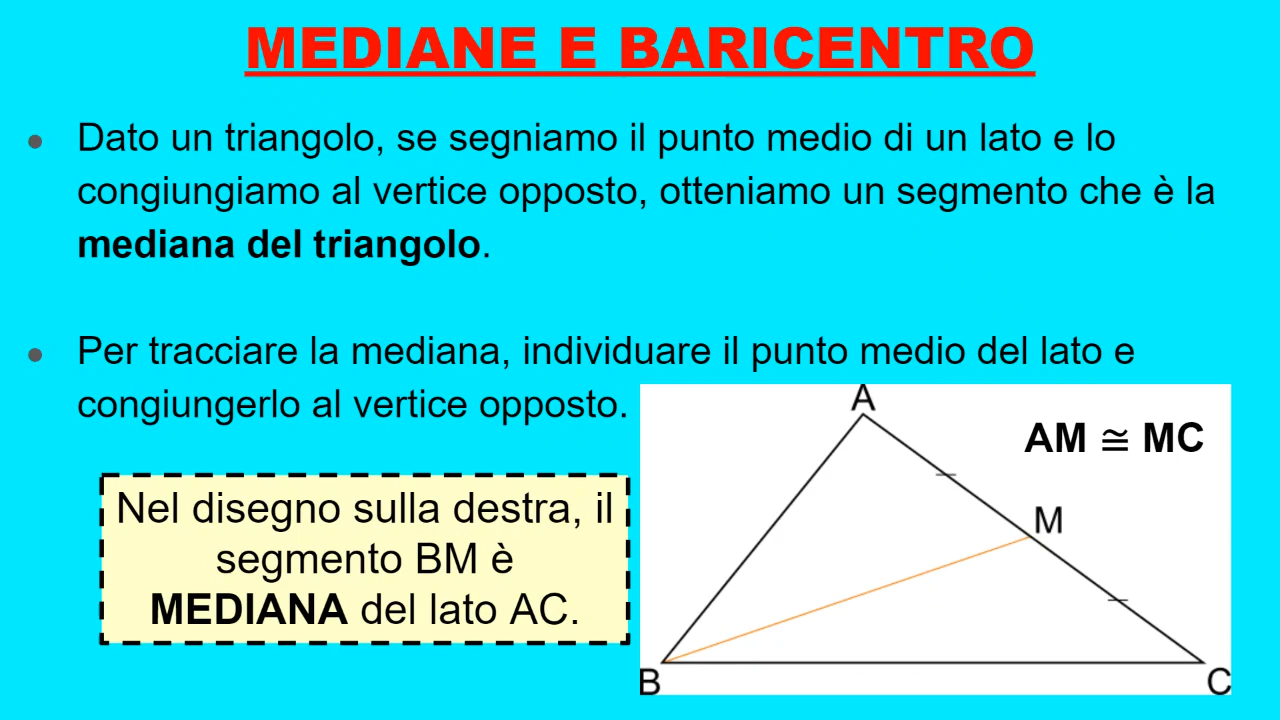 MEDIANE E BARICENTRO
● Dato un triangolo, se segniamo il punto medio di un lato e lo
congiungiamo al vertice opposto, otteniamo un segmento che è la
mediana del triangolo.
● Per tracciare la mediana, individuare il punto medio del lato e
congiungerlo al vertice opposto.
A
AM ≅ MC
Nel disegno sulla destra, il
segmento BM è
MEDIANA del lato AC.
M
B
C